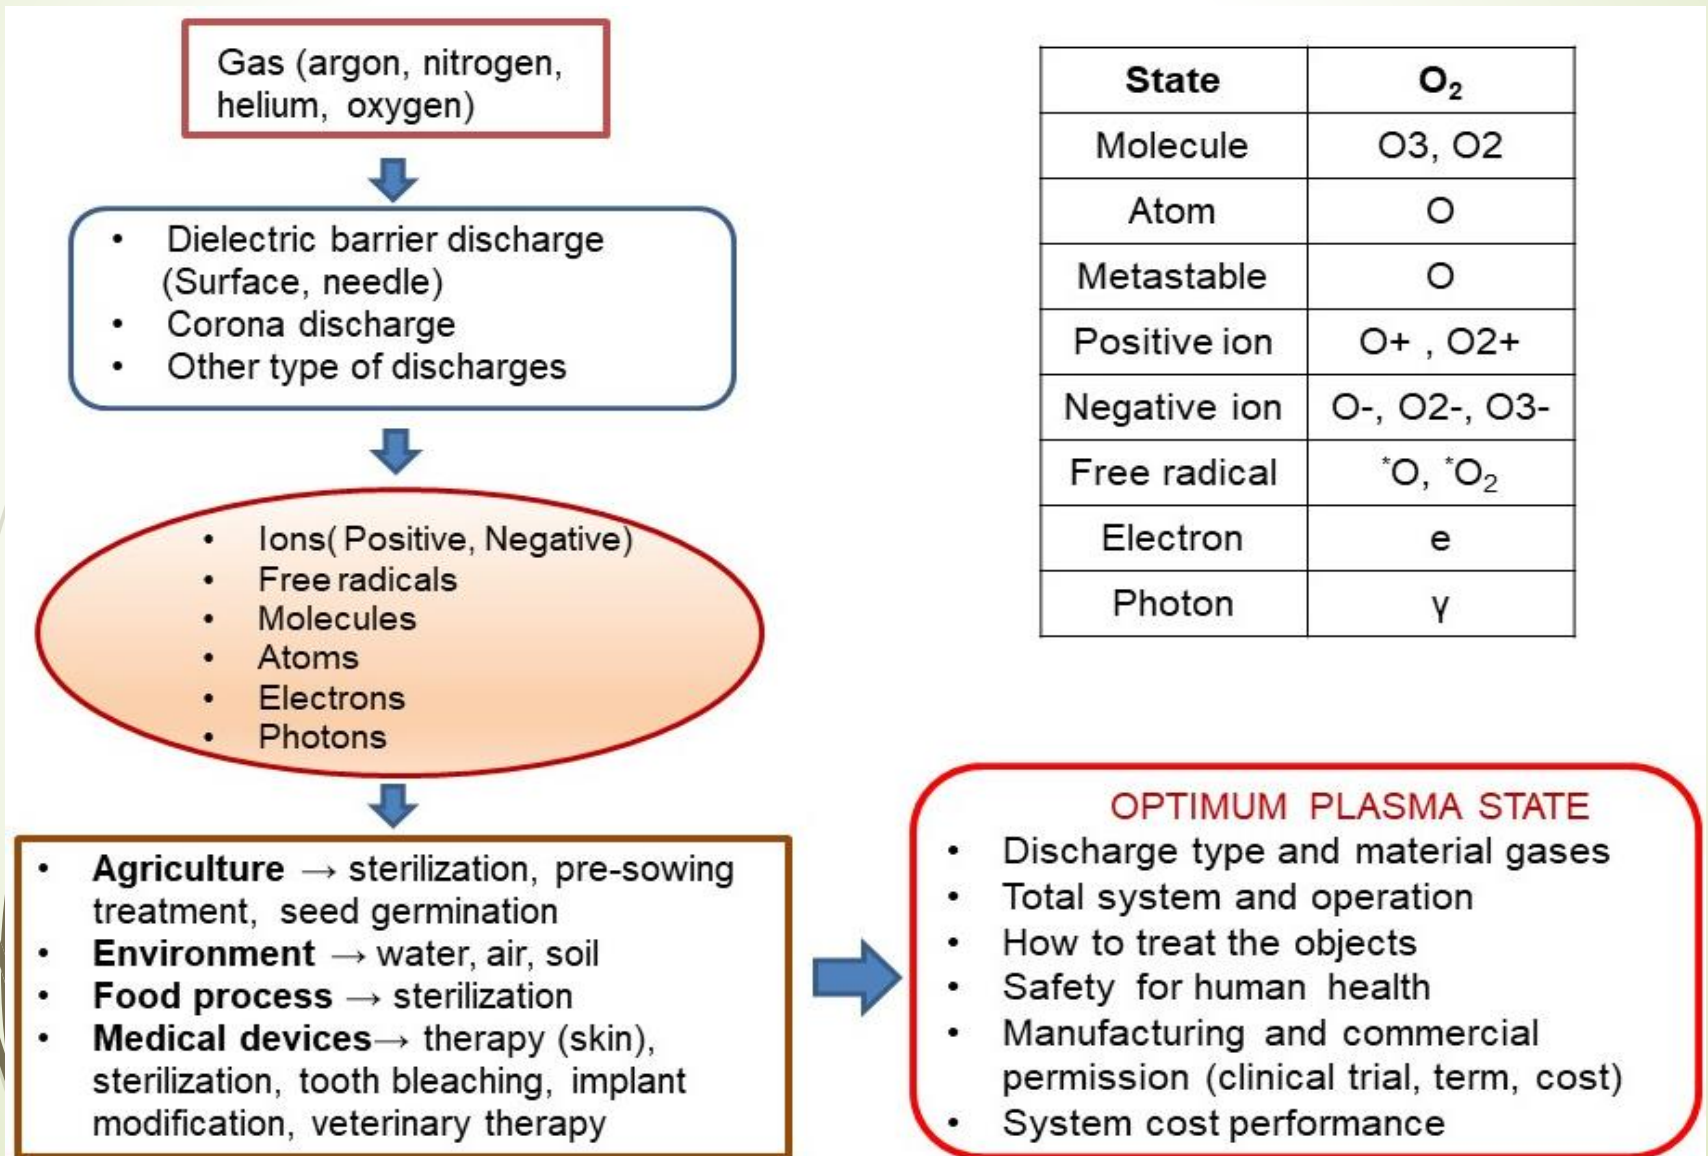 Gas (argon, nitrogen,
helium, oxygen)
• Dielectric barrier discharge
(Surface, needle)
• Corona discharge
• Other type of discharges
• Ions( Positive, Negative)
• Free radicals
• Molecules
• Atoms
• Electrons
• Photons
• Agriculture → sterilization, pre-sowing
treatment, seed germination
• Environment → water, air, soil
• Food process → sterilization
• Medical devices→ therapy (skin),
sterilization, tooth bleaching, implant
modification, veterinary therapy
State O₂
Molecule O3, O2
Atom O
Metastable O
Positive ion O+ , O2+
Negative ion O-, O2-, O3-
Free radical *O, *O₂
Electron e
Photon γ
OPTIMUM PLASMA STATE
• Discharge type and material gases
• Total system and operation
• How to treat the objects
• Safety for human health
• Manufacturing and commercial
permission (clinical trial, term, cost)
• System cost performance